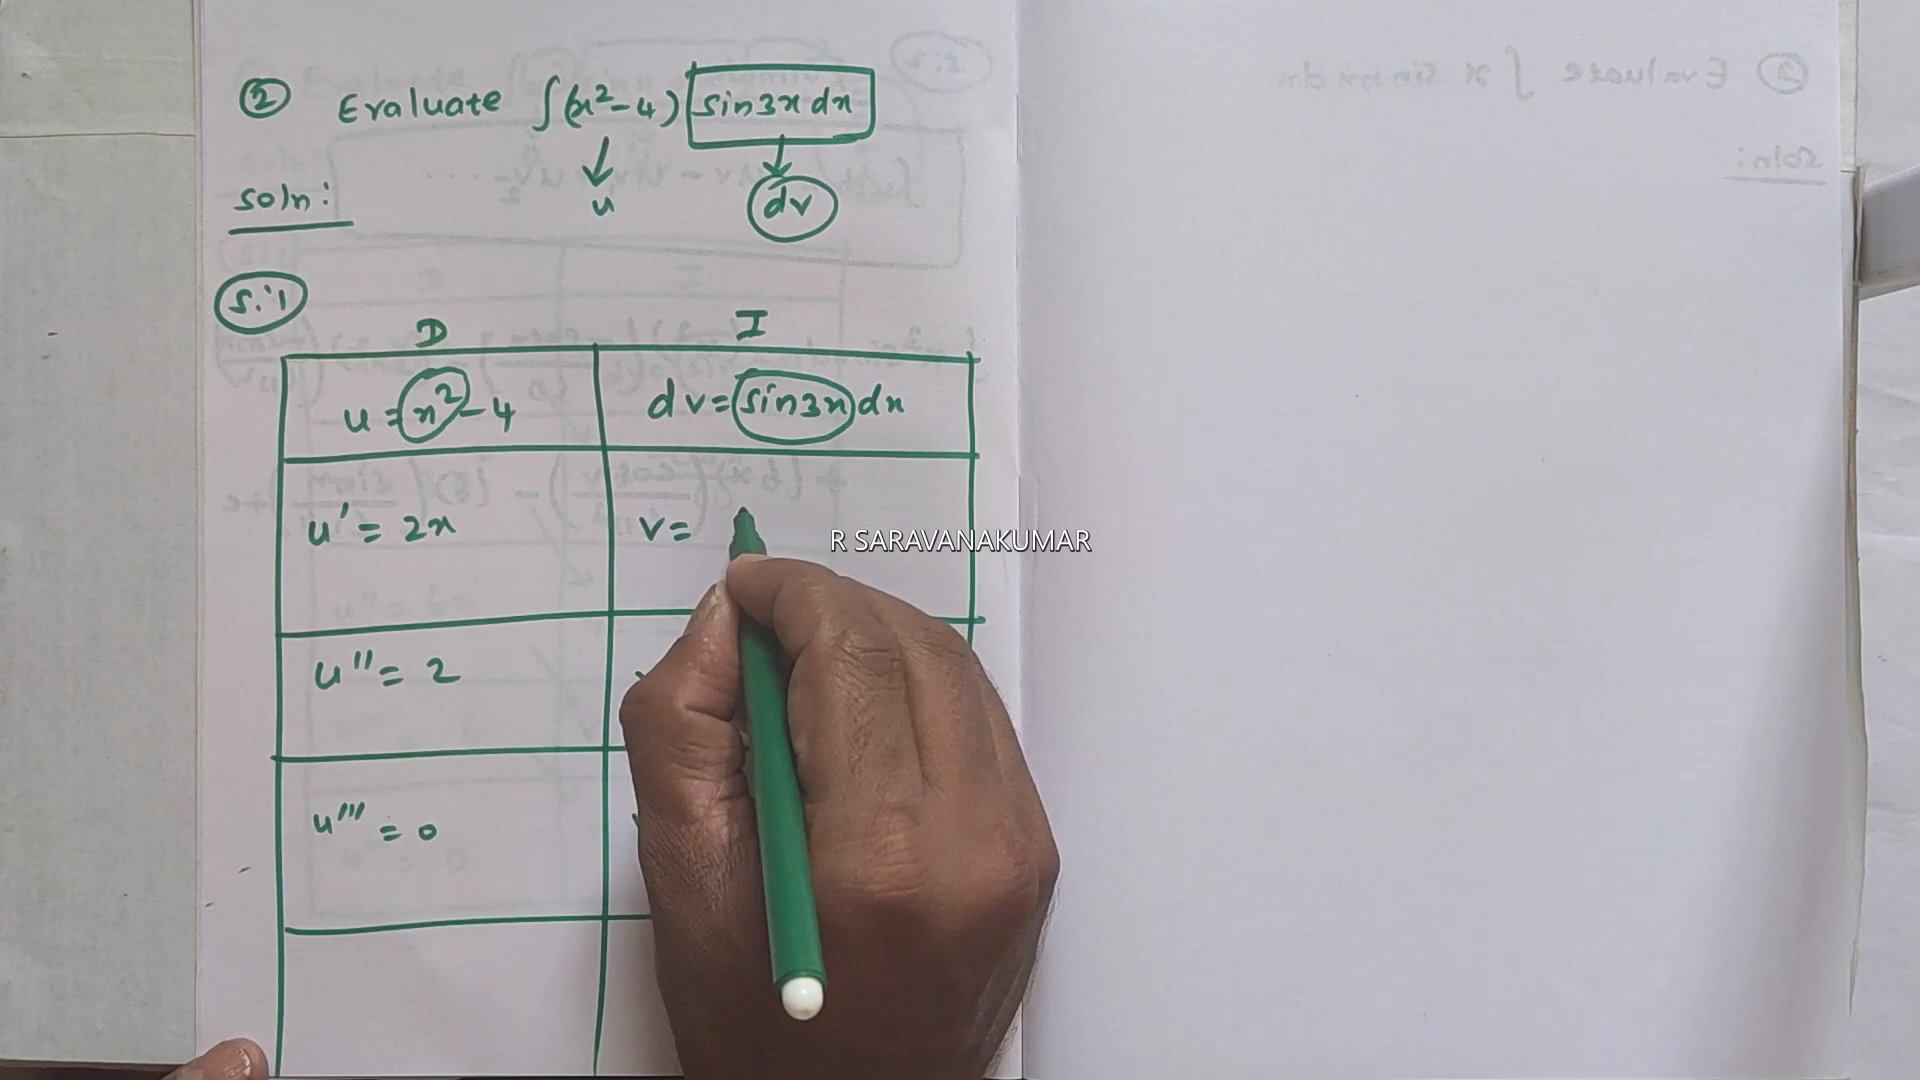 ② Evaluate ∫(x²-4) sin3x dx
↓ ↓
u dv
Soln:
S.1
D I
u = x² - 4 dv = sin3x dx
u' = 2x v =
R SARAVANAKUMAR
u'' = 2
u''' = 0